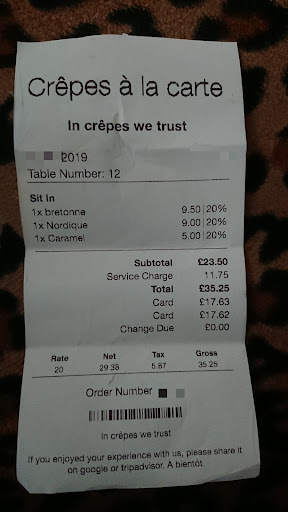 Crêpes à la carte
In crêpes we trust
2019
Table Number: 12
Sit In
1x bretonne 9.50 | 20%
1x Nordique 9.00 | 20%
1x Caramel 5.00 | 20%
Subtotal £23.50
Service Charge 11.75
Total £35.25
Card £17.63
Card £17.62
Change Due £0.00
Rate Net Tax Gross
20 29.38 5.87 35.25
Order Number
In crêpes we trust
If you enjoyed your experience with us, please share it
on google or tripadvisor. À bientôt.